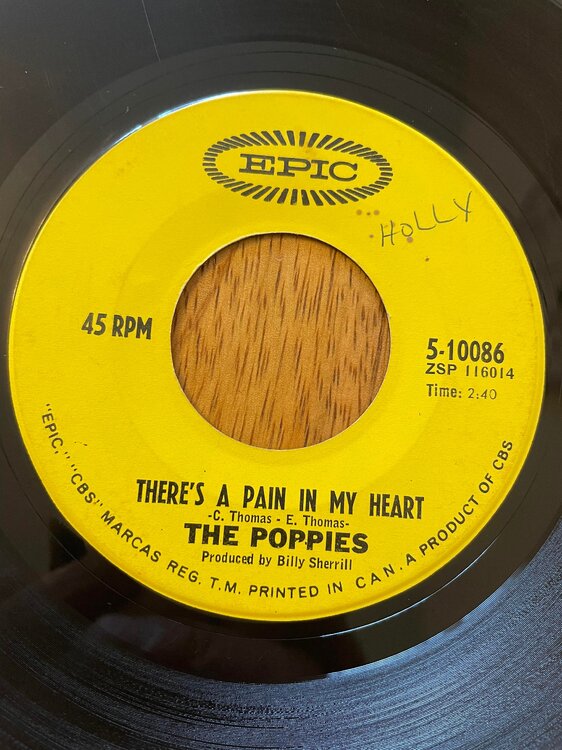 EPIC
HOLLY
45 RPM
5-10086
ZSP 116014
Time: 2:40
THERE'S A PAIN IN MY HEART
-C. Thomas - E. Thomas-
THE POPPIES
Produced by Billy Sherrill
"EPIC," "CBS" MARCAS REG. T.M. PRINTED IN CAN. A PRODUCT OF CBS